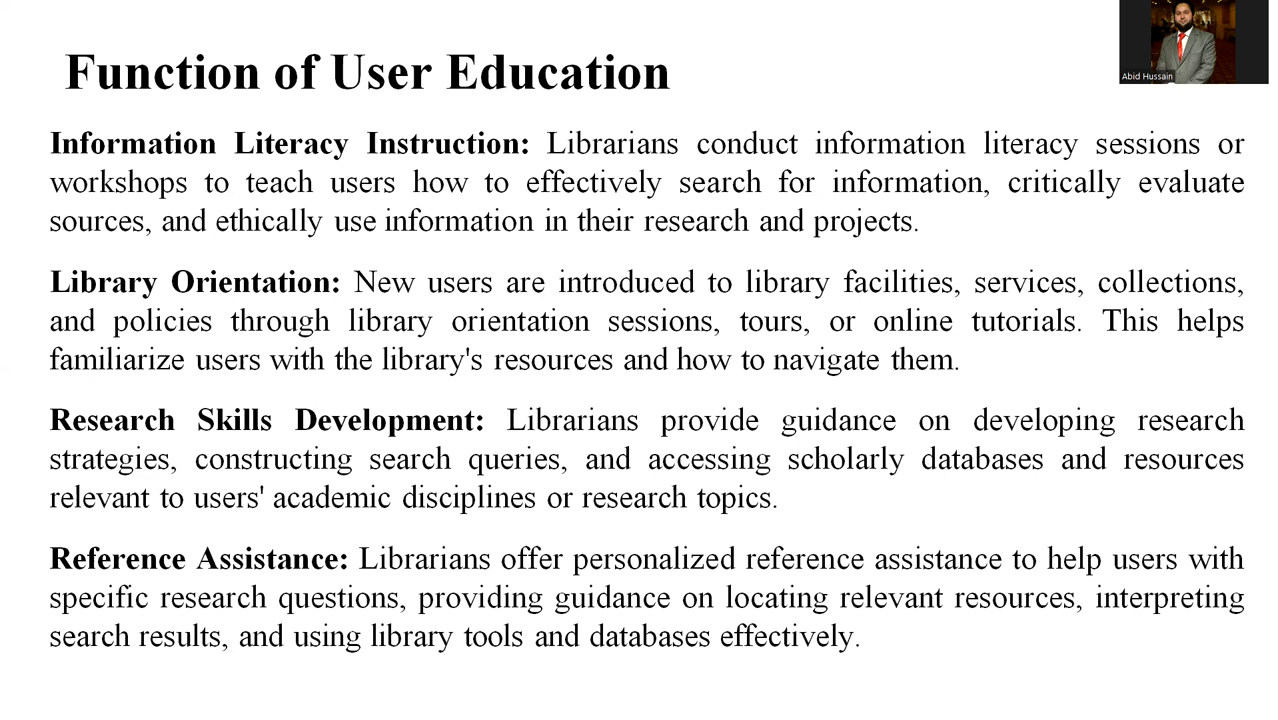 Function of User Education
Abid Hussain
Information Literacy Instruction: Librarians conduct information literacy sessions or
workshops to teach users how to effectively search for information, critically evaluate
sources, and ethically use information in their research and projects.
Library Orientation: New users are introduced to library facilities, services, collections,
and policies through library orientation sessions, tours, or online tutorials. This helps
familiarize users with the library's resources and how to navigate them.
Research Skills Development: Librarians provide guidance on developing research
strategies, constructing search queries, and accessing scholarly databases and resources
relevant to users' academic disciplines or research topics.
Reference Assistance: Librarians offer personalized reference assistance to help users with
specific research questions, providing guidance on locating relevant resources, interpreting
search results, and using library tools and databases effectively.